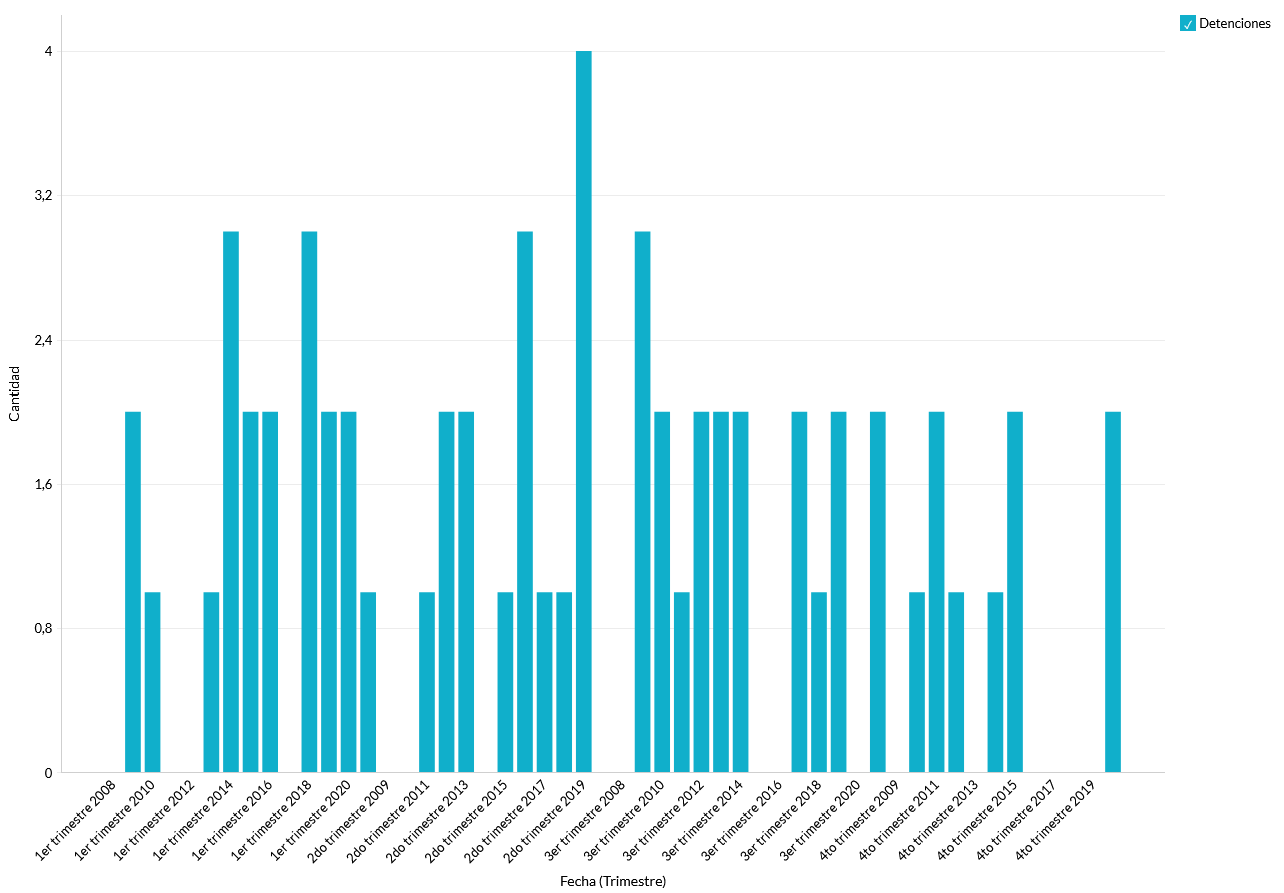 Detenciones
4
3,2
2,4
1,6
0,8
0
Cantidad
1er trimestre 2008
1er trimestre 2010
1er trimestre 2012
1er trimestre 2014
1er trimestre 2016
1er trimestre 2018
1er trimestre 2020
2do trimestre 2009
2do trimestre 2011
2do trimestre 2013
2do trimestre 2015
2do trimestre 2017
2do trimestre 2019
3er trimestre 2008
3er trimestre 2010
3er trimestre 2012
3er trimestre 2014
3er trimestre 2016
3er trimestre 2018
3er trimestre 2020
4to trimestre 2009
4to trimestre 2011
4to trimestre 2013
4to trimestre 2015
4to trimestre 2017
4to trimestre 2019
Fecha (Trimestre)